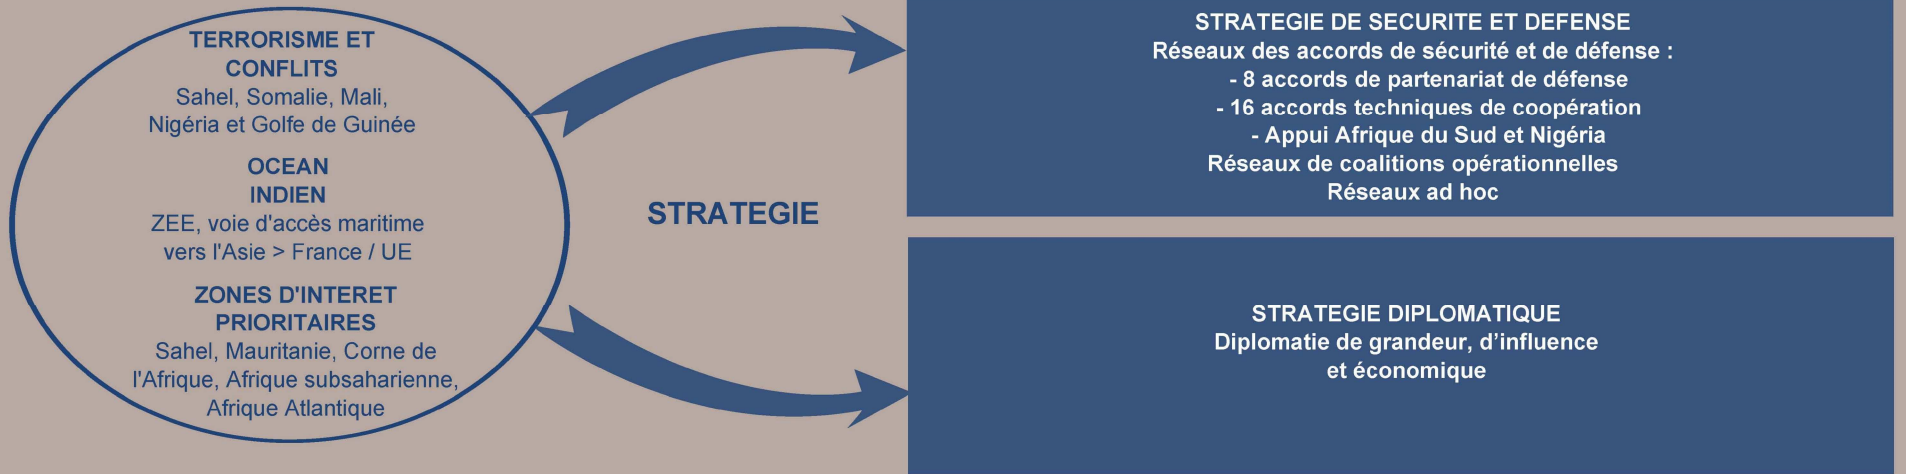 TERRORISME ET
CONFLITS
Sahel, Somalie, Mali,
Nigéria et Golfe de Guinée
OCEAN
INDIEN
ZEE, voie d'accès maritime
vers l'Asie > France / UE
ZONES D'INTERET
PRIORITAIRES
Sahel, Mauritanie, Corne de
l'Afrique, Afrique subsaharienne,
Afrique Atlantique
STRATEGIE
STRATEGIE DE SECURITE ET DEFENSE
Réseaux des accords de sécurité et de défense :
- 8 accords de partenariat de défense
- 16 accords techniques de coopération
- Appui Afrique du Sud et Nigéria
Réseaux de coalitions opérationnelles
Réseaux ad hoc
STRATEGIE DIPLOMATIQUE
Diplomatie de grandeur, d’influence
et économique